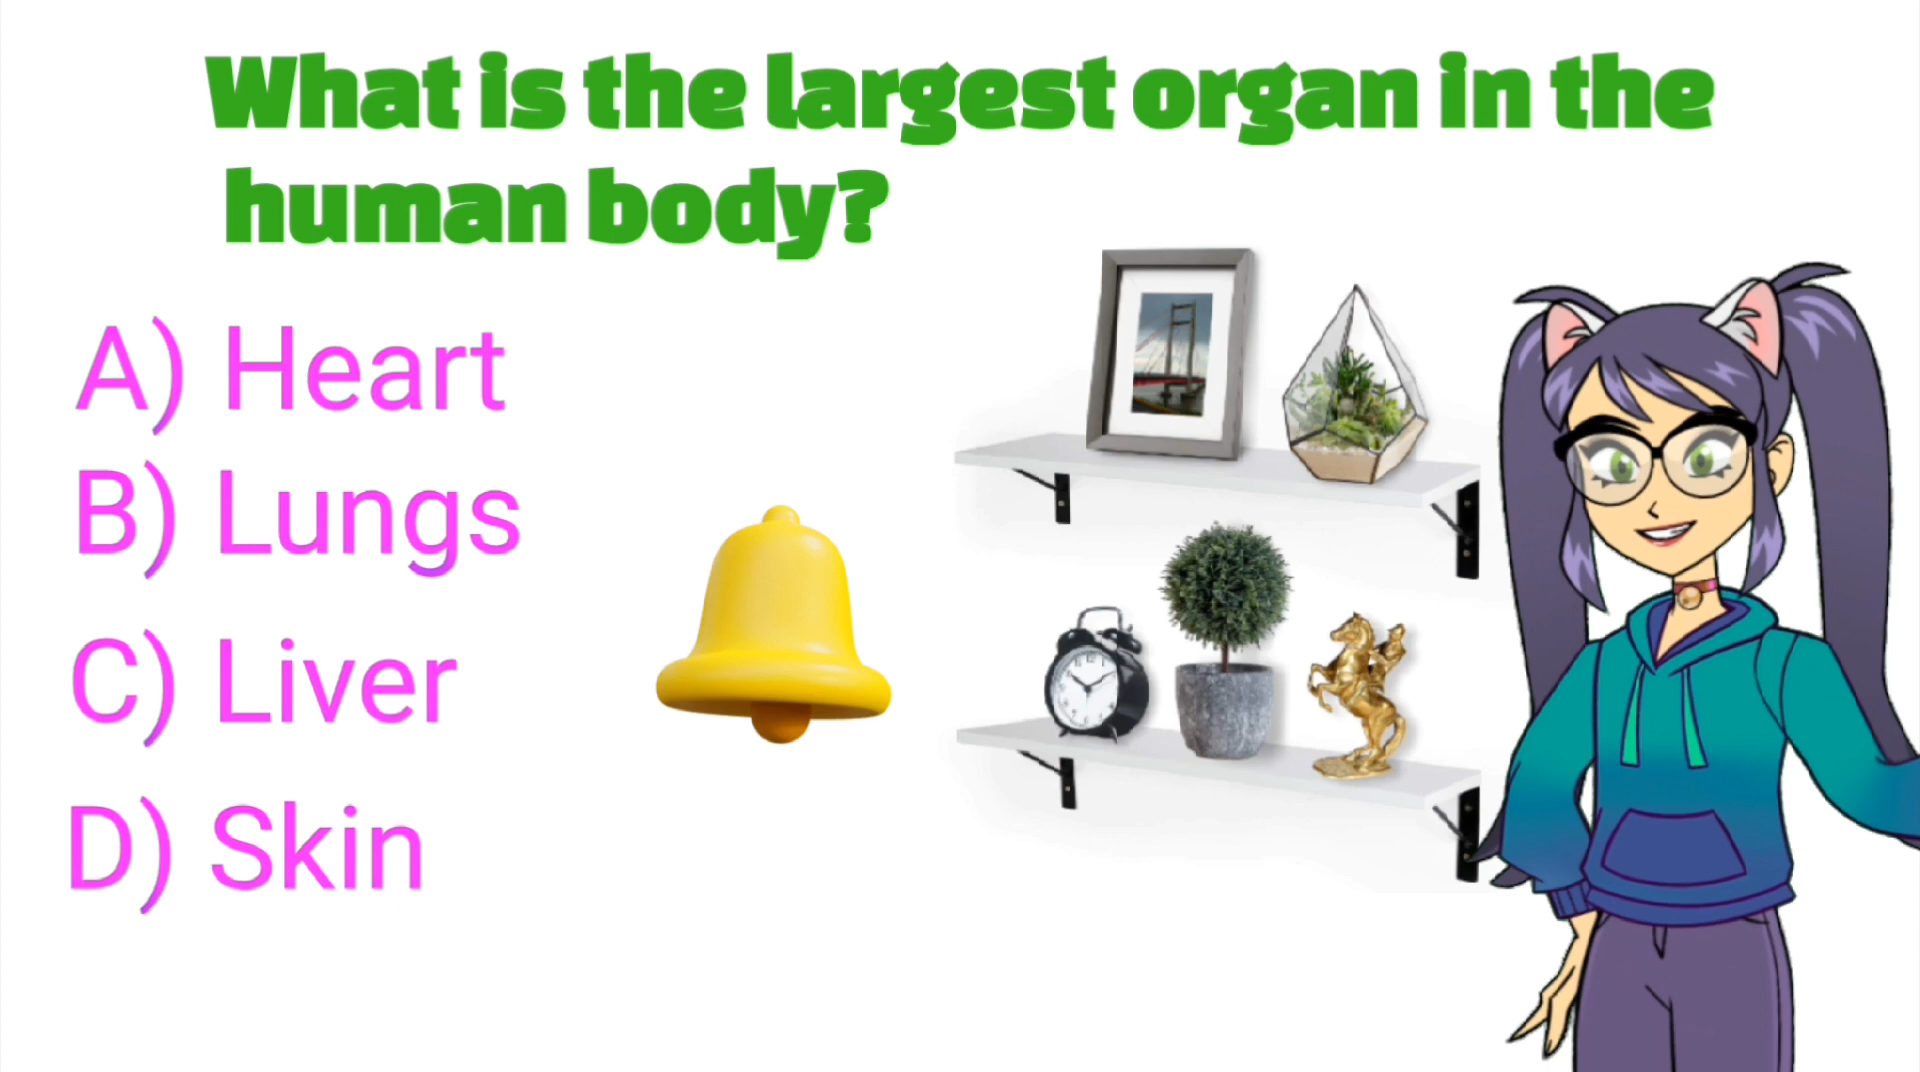 What is the largest organ in the
human body?
A) Heart
B) Lungs
C) Liver
D) Skin